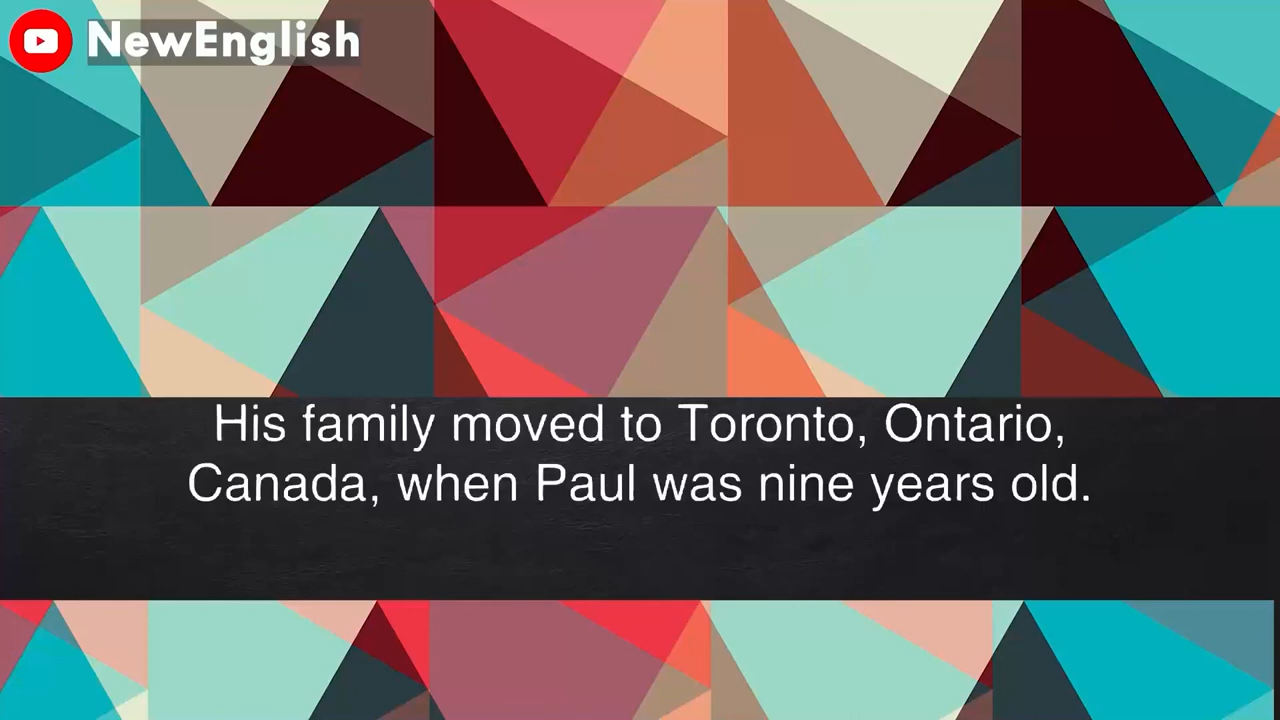 NewEnglish
His family moved to Toronto, Ontario,
Canada, when Paul was nine years old.